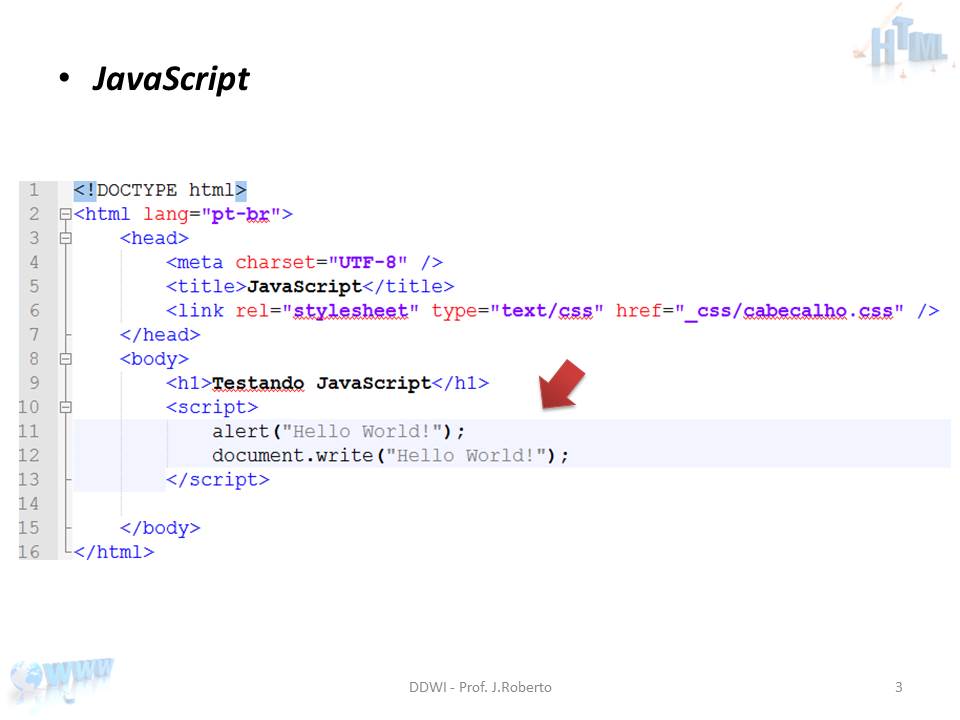 HTML
• JavaScript
1 <!DOCTYPE html>
2 <html lang="pt-br">
3 <head>
4 <meta charset="UTF-8" />
5 <title>JavaScript</title>
6 <link rel="stylesheet" type="text/css" href="_css/cabecalho.css" />
7 </head>
8 <body>
9 <h1>Testando JavaScript</h1>
10 <script>
11 alert("Hello World!");
12 document.write("Hello World!");
13 </script>
14
15 </body>
16 </html>
WWW
DDWI - Prof. J.Roberto
3